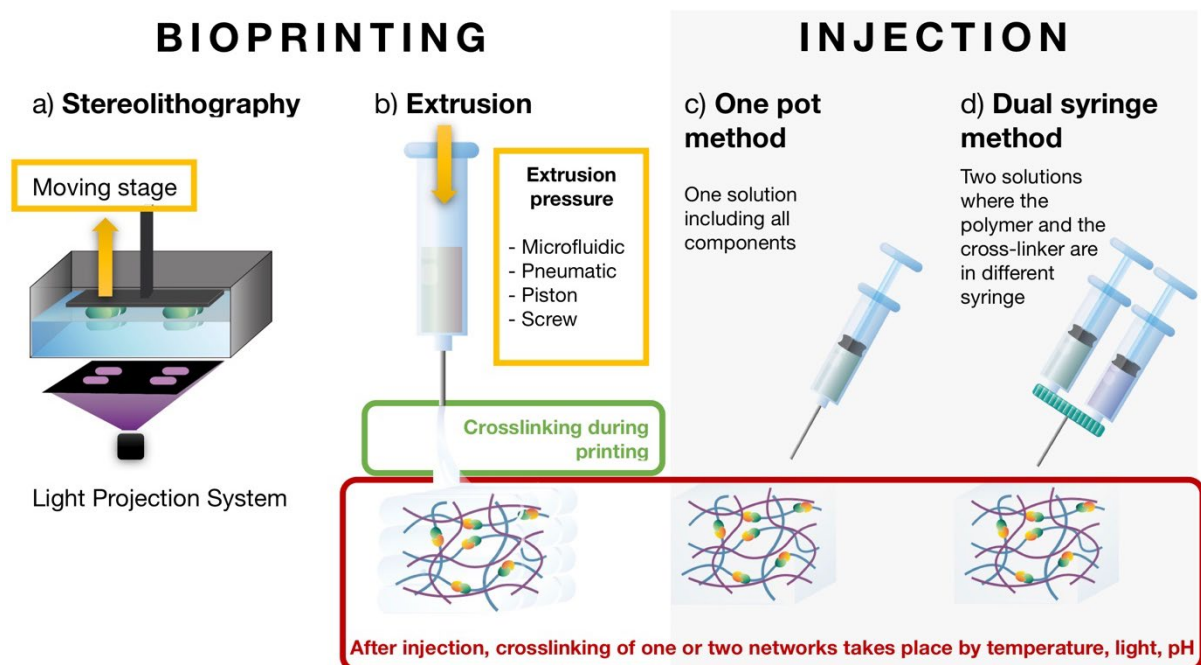 BIOPRINTING
INJECTION
a) Stereolithography
Moving stage
Light Projection System
b) Extrusion
Extrusion
pressure
- Microfluidic
- Pneumatic
- Piston
- Screw
Crosslinking during
printing
c) One pot
method
One solution
including all
components
d) Dual syringe
method
Two solutions
where the
polymer and the
cross-linker are
in different
syringe
After injection, crosslinking of one or two networks takes place by temperature, light, pH